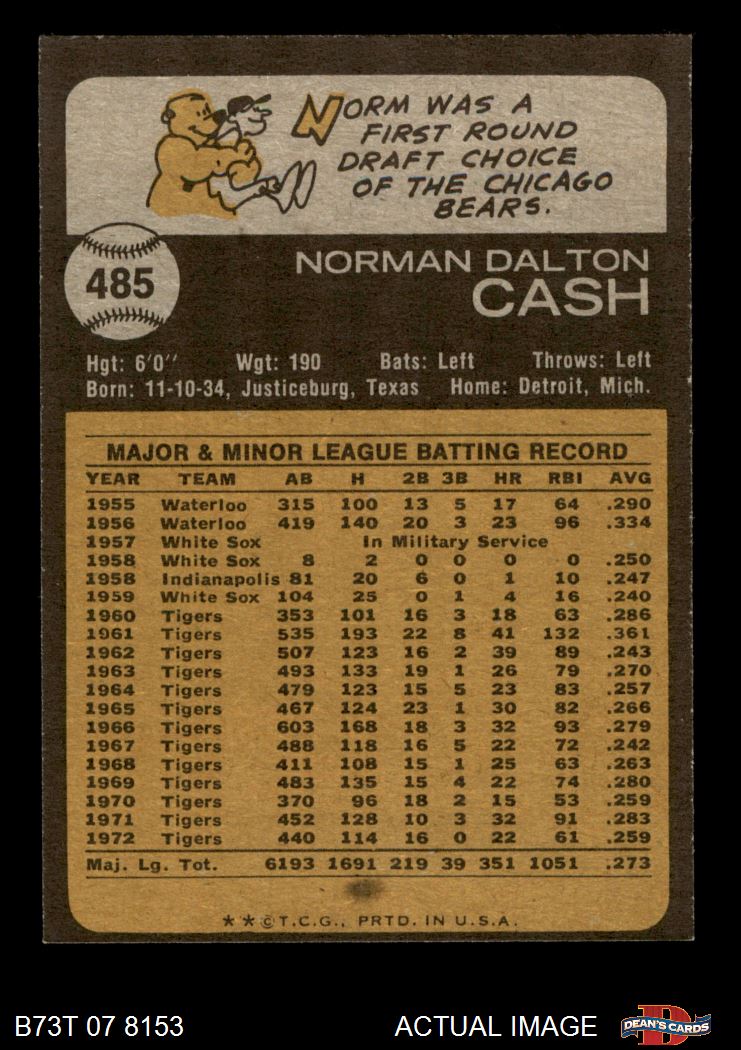 NORM WAS A
FIRST ROUND
DRAFT CHOICE
OF THE CHICAGO
BEARS.
485
NORMAN DALTON
CASH
Hgt: 6'0'' Wgt: 190 Bats: Left Throws: Left
Born: 11-10-34, Justiceburg, Texas Home: Detroit, Mich.
MAJOR & MINOR LEAGUE BATTING RECORD
YEAR TEAM AB H 2B 3B HR RBI AVG
1955 Waterloo 315 100 13 5 17 64 .290
1956 Waterloo 419 140 20 3 23 96 .334
1957 White Sox In Military Service
1958 White Sox 8 2 0 0 0 0 .250
1958 Indianapolis 81 20 6 0 1 10 .247
1959 White Sox 104 25 0 1 4 16 .240
1960 Tigers 353 101 16 3 18 63 .286
1961 Tigers 535 193 22 8 41 132 .361
1962 Tigers 507 123 16 2 39 89 .243
1963 Tigers 493 133 19 1 26 79 .270
1964 Tigers 479 123 15 5 23 83 .257
1965 Tigers 467 124 23 1 30 82 .266
1966 Tigers 603 168 18 3 32 93 .279
1967 Tigers 488 118 16 5 22 72 .242
1968 Tigers 411 108 15 1 25 63 .263
1969 Tigers 483 135 15 4 22 74 .280
1970 Tigers 370 96 18 2 15 53 .259
1971 Tigers 452 128 10 3 32 91 .283
1972 Tigers 440 114 16 0 22 61 .259
Maj. Lg. Tot. 6193 1691 219 39 351 1051 .273
**©T.C.G., PRTD. IN U.S.A.
B73T 07 8153 ACTUAL IMAGE DEAN'S CARDS